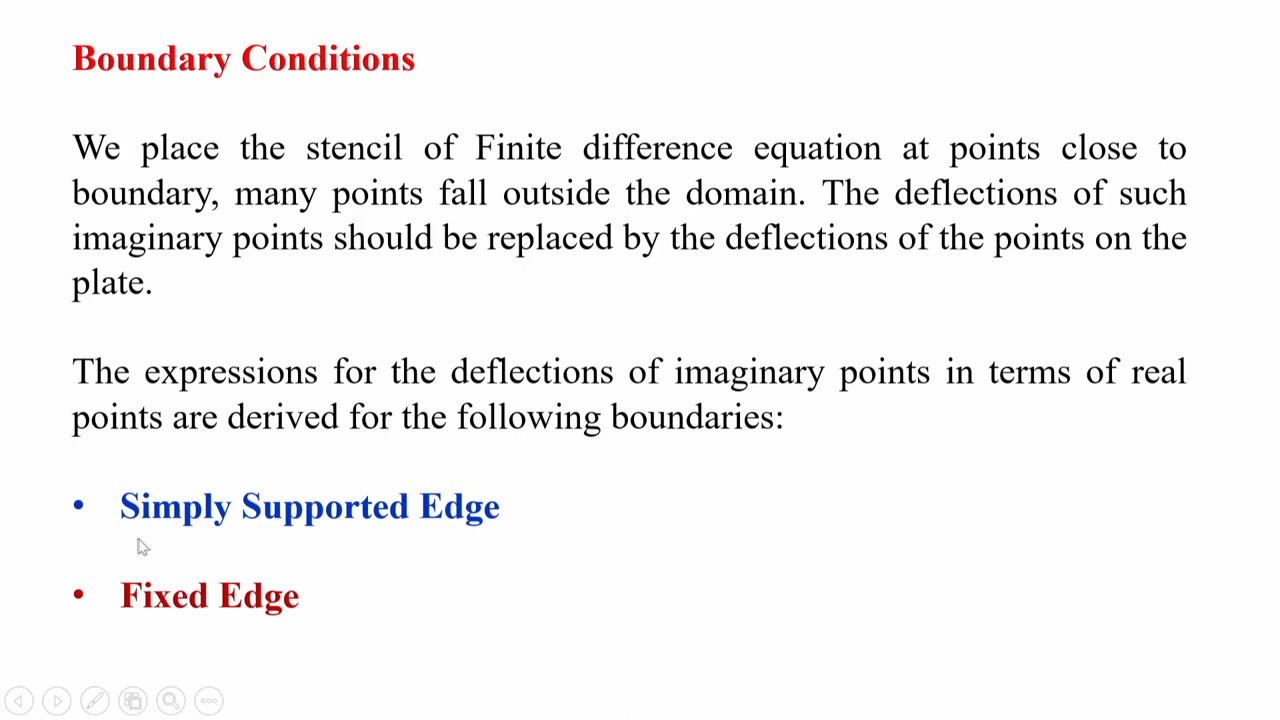 Boundary Conditions
We place the stencil of Finite difference equation at points close to
boundary, many points fall outside the domain. The deflections of such
imaginary points should be replaced by the deflections of the points on the
plate.
The expressions for the deflections of imaginary points in terms of real
points are derived for the following boundaries:
• Simply Supported Edge
• Fixed Edge